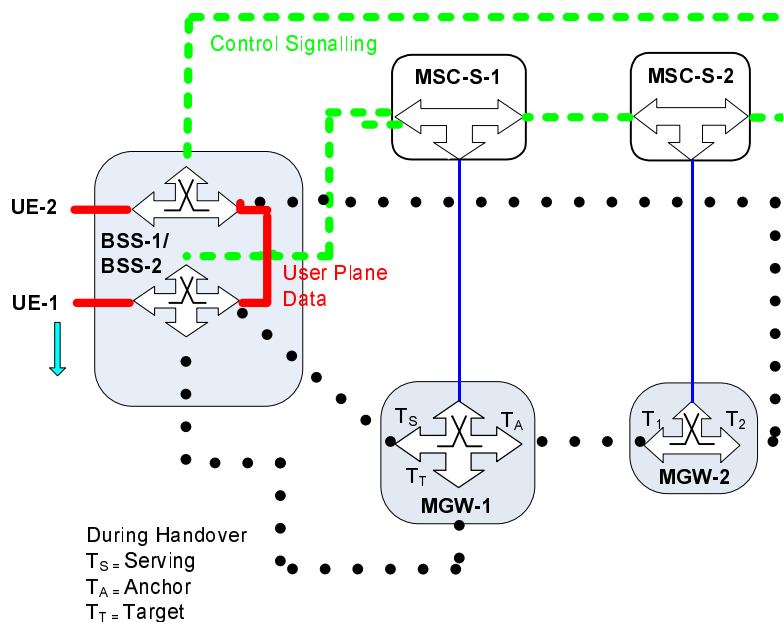 Control Signalling
MSC-S-1
MSC-S-2
UE-2
BSS-1/
BSS-2
User Plane
Data
UE-1
TS
TA
TT
MGW-1
T1
T2
MGW-2
During Handover
TS = Serving
TA = Anchor
TT = Target